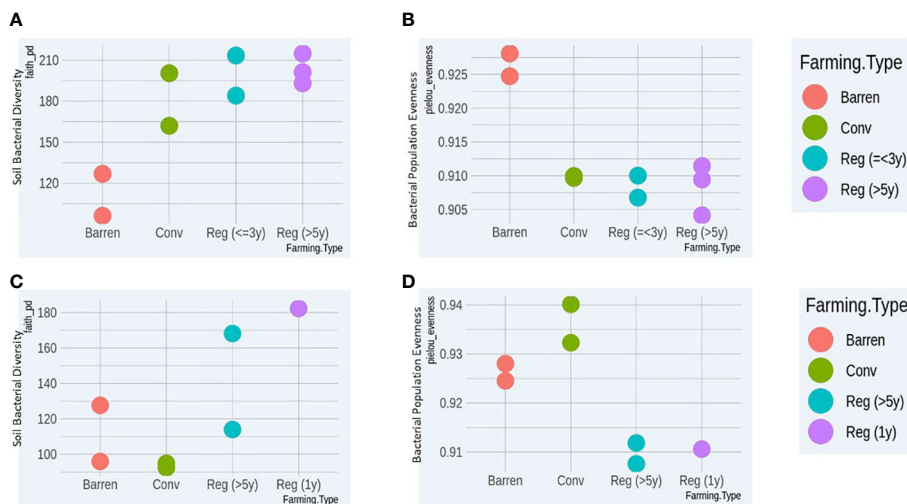 A
Soil Bacterial Diversity
faith_pd
210
180
150
120
Barren Conv Reg (<=3y) Reg (>5y)
Farming.Type
B
Bacterial Population Evenness
pielou_evenness
0.925
0.920
0.915
0.910
0.905
Barren Conv Reg (=<3y) Reg (>5y)
Farming.Type
Farming.Type
Barren
Conv
Reg (=<3y)
Reg (>5y)
C
Soil Bacterial Diversity
faith_pd
180
160
120
100
Barren Conv Reg (>5y) Reg (1y)
Farming.Type
D
Bacterial Population Evenness
pielou_evenness
0.94
0.93
0.92
0.91
Barren Conv Reg (>5y) Reg (1y)
Farming.Type
Farming.Type
Barren
Conv
Reg (>5y)
Reg (1y)